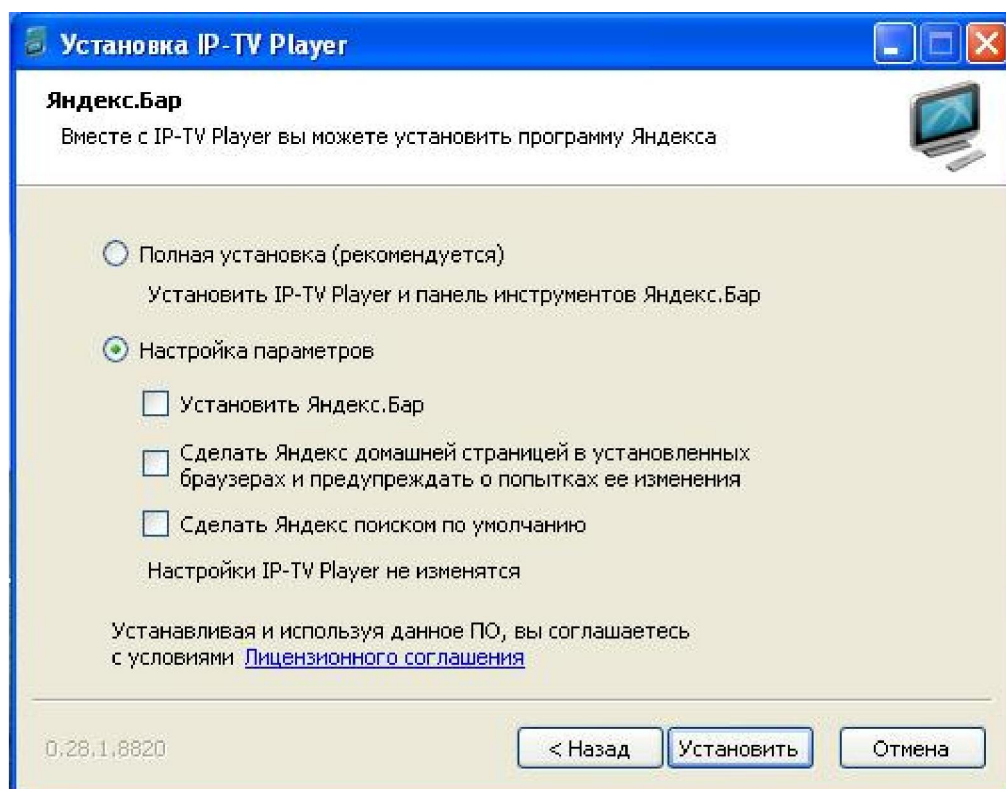 Установка IP-TV Player
Яндекс.Бар
Вместе с IP-TV Player вы можете установить программу Яндекса
Полная установка (рекомендуется)
Установить IP-TV Player и панель инструментов Яндекс.Бар
Настройка параметров
Установить Яндекс.Бар
Сделать Яндекс домашней страницей в установленных
браузерах и предупреждать о попытках ее изменения
Сделать Яндекс поиском по умолчанию
Настройки IP-TV Player не изменятся
Устанавливая и используя данное ПО, вы соглашаетесь
с условиями Лицензионного соглашения
0.28.1.8820
< Назад
Установить
Отмена